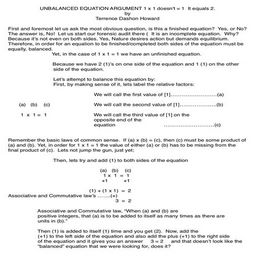 UNBALANCED EQUATION ARGUMENT 1 x 1 doesn't = 1 It equals 2.
By
Terrence Dashon Howard
First and foremost let us ask the most obvious question, is this a finished equation? Yes, or No?
The answer is, No! Let us start our forensic audit here ( It is an incomplete equation. Why?
Because it's not even on both sides. Yes, Nature desires action but demands equilibrium.
Therefore, in order for an equation to be finished/completed both sides of the equation must be
equally, balanced.
Yet, in the case of 1 x 1 = 1 we have an unfinished equation.
Because we have 2 (1)'s on one side of the equation and 1 (1) on the other
side of the equation.
Let's attempt to balance this equation by:
First, by making sense of it, lets label the relative factors:
We will call the first value of [1]....................(a)
(a) (b) (c) We will call the second value of [1]....................(b)
1 x 1 = 1 We will call the third value of [1] on the
opposite end of the
equation ....................(c)
Remember the basic laws of common sense. If (a) x (b) = (c), then (c) must be some product of
(a) and (b). Yet, in order for 1 x 1 = 1 the value of either (a) or (b) has to be missing from the
final product of (c). Lets not jump the gun, just yet;
Then, lets try and add (1) to both sides of the equation
(a) (b) (c)
1 x 1 = 1
+1 +1
(1) + (1 x 1) = 2
Associative and Commutative law's .......(+)
3 = 2
Associative and Commutative law, "When (a) and (b) are
positive integers, that (a) is to be added to itself as many times as there are
units in (b)."
Then (1) is added to itself (1) time and you get (2). Now, add the
(+1) to the left side of the equation and also add the plus (+1) to the right side
of the equation and it gives you an answer 3 = 2 and that doesn't look like the
"balanced" equation that we were looking for, does it?